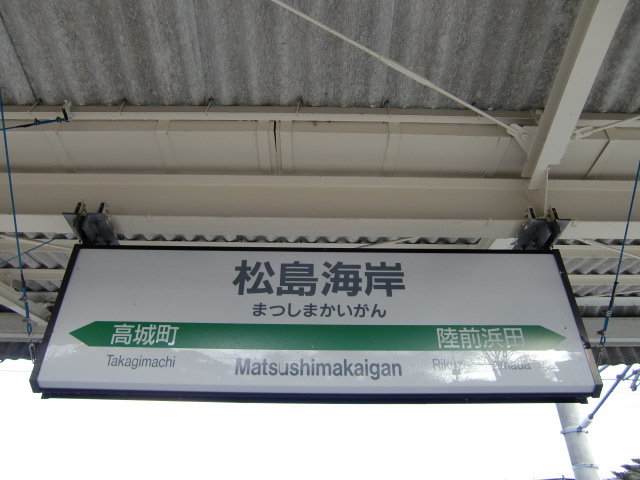 松島海岸
まつしまかいがん
高城町 陸前浜田
Takagimachi Matsushimakaigan